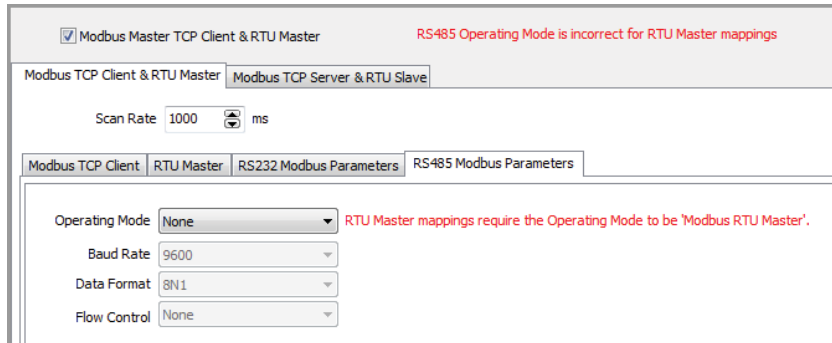 Modbus Master TCP Client & RTU Master RS485 Operating Mode is incorrect for RTU Master mappings
Modbus TCP Client & RTU Master Modbus TCP Server & RTU Slave
Scan Rate 1000 ms
Modbus TCP Client RTU Master RS232 Modbus Parameters RS485 Modbus Parameters
Operating Mode None RTU Master mappings require the Operating Mode to be 'Modbus RTU Master'.
Baud Rate 9600
Data Format 8N1
Flow Control None